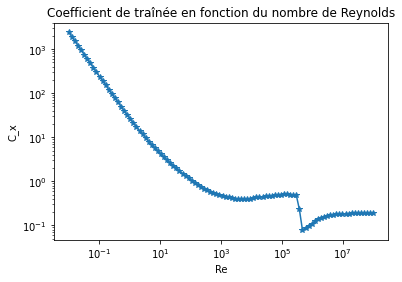 Coefficient de traînée en fonction du nombre de Reynolds
10³
10²
10¹
10⁰
10⁻¹
C_x
10⁻¹ 10¹ 10³ 10⁵ 10⁷
Re